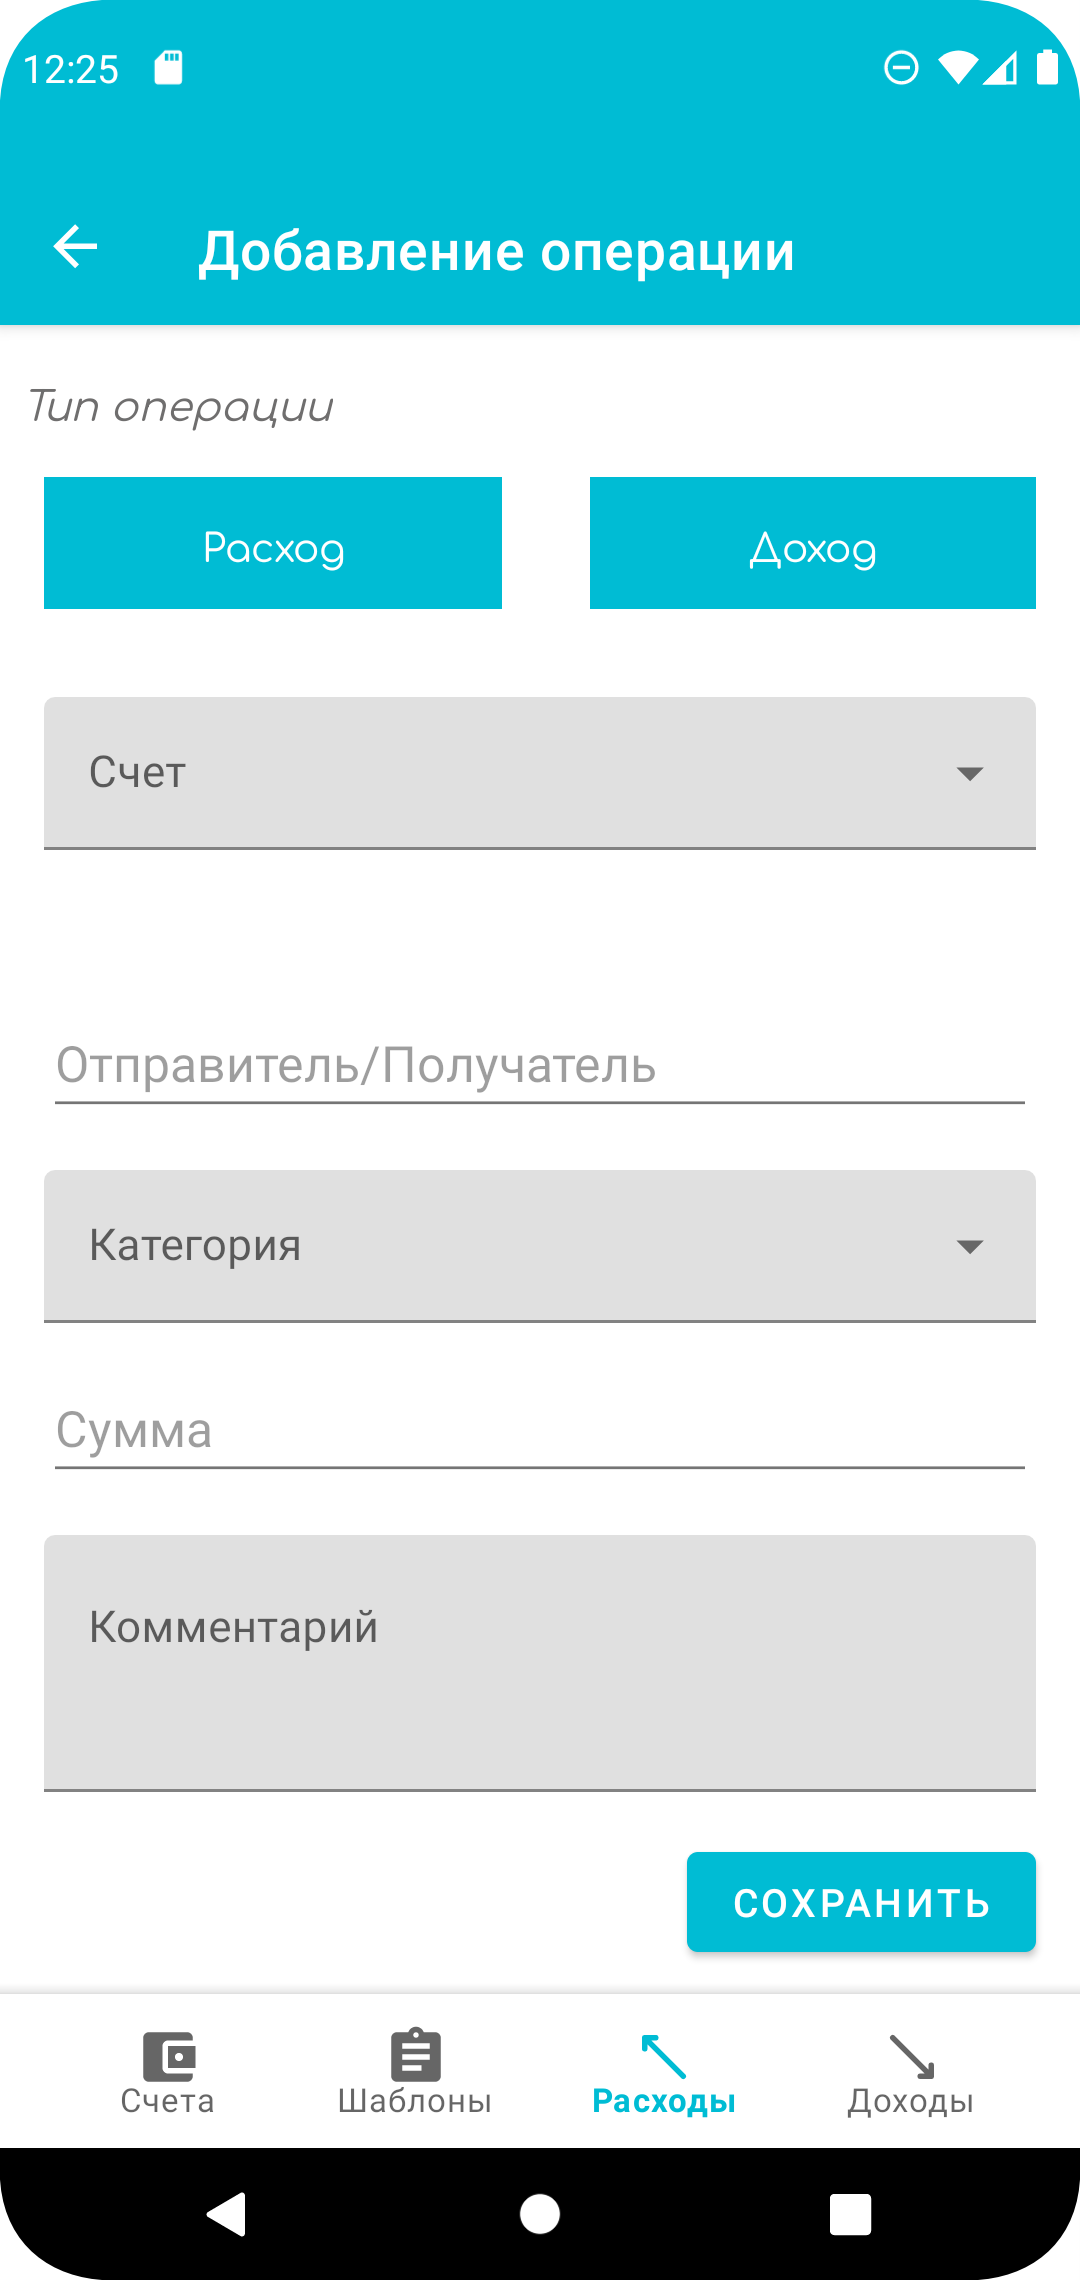 12:25
Добавление операции
Тип операции
Расход Доход
Счет
Отправитель/Получатель
Категория
Сумма
Комментарий
СОХРАНИТЬ
Счета Шаблоны Расходы Доходы